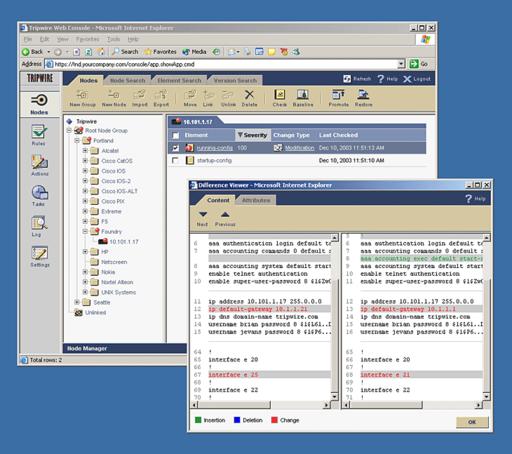 Tripwire Web Console - Microsoft Internet Explorer
File Edit View Favorites Tools Help
Back Search Favorites Media
Address https://lnd.yourcompany.com/console/app.showApp.cmd Go
TRIPWIRE
Nodes Node Search Element Search Version Search
Refresh ? Help X Logout
New Group New Node Import Export Move Link Unlink Delete Check Baseline Promote Restore
Nodes
Rules
Actions
Tasks
Log
Settings
Tripwire
Root Node Group
Portland
Alcatel
Cisco CatOS
Cisco IOS
Cisco IOS-2
Cisco IOS-ALT
Cisco PIX
Extreme
F5
Foundry
10.101.1.17
HP
Netscreen
Nokia
Nortel Alteon
UNIX Systems
Seattle
Unlinked
10.101.1.17
Element Severity Change Type Last Checked
running-config 100 Modification Dec 10, 2003 11:51:13 AM
startup-config Dec 10, 2003 11:51:10 AM
Node Manager
Total rows: 2
Difference Viewer - Microsoft Internet Explorer
Content Attributes
? Help
Next Previous
6 aaa authentication login default t
7 aaa accounting commands 0 default
8 aaa accounting system default start
9 enable telnet authentication
10 enable super-user-password 8
11 ip address 10.101.1.17 255.0.0.0
12 ip default-gateway 10.1.1.21
13 ip dns domain-name tripwire.com
14 username brian password 8
15 username jevans password 8
64 !
65 interface e 20
66 !
67 interface e 25
68 !
69 interface e 22
70 !
6 aaa authentication login default to
7 aaa accounting commands 0 default s
8 aaa accounting exec default start-
9 aaa accounting system default start
10 enable telnet authentication
11 enable super-user-password 8
12 ip address 10.101.1.17 255.0.0.0
13 ip default-gateway 10.1.1.1
14 ip dns domain-name tripwire.com
15 username brian password 8
16 username jevans password 8
65 !
66 interface e 20
67 !
68 interface e 21
69 !
70 interface e 22
71 !
Insertion Deletion Change
OK